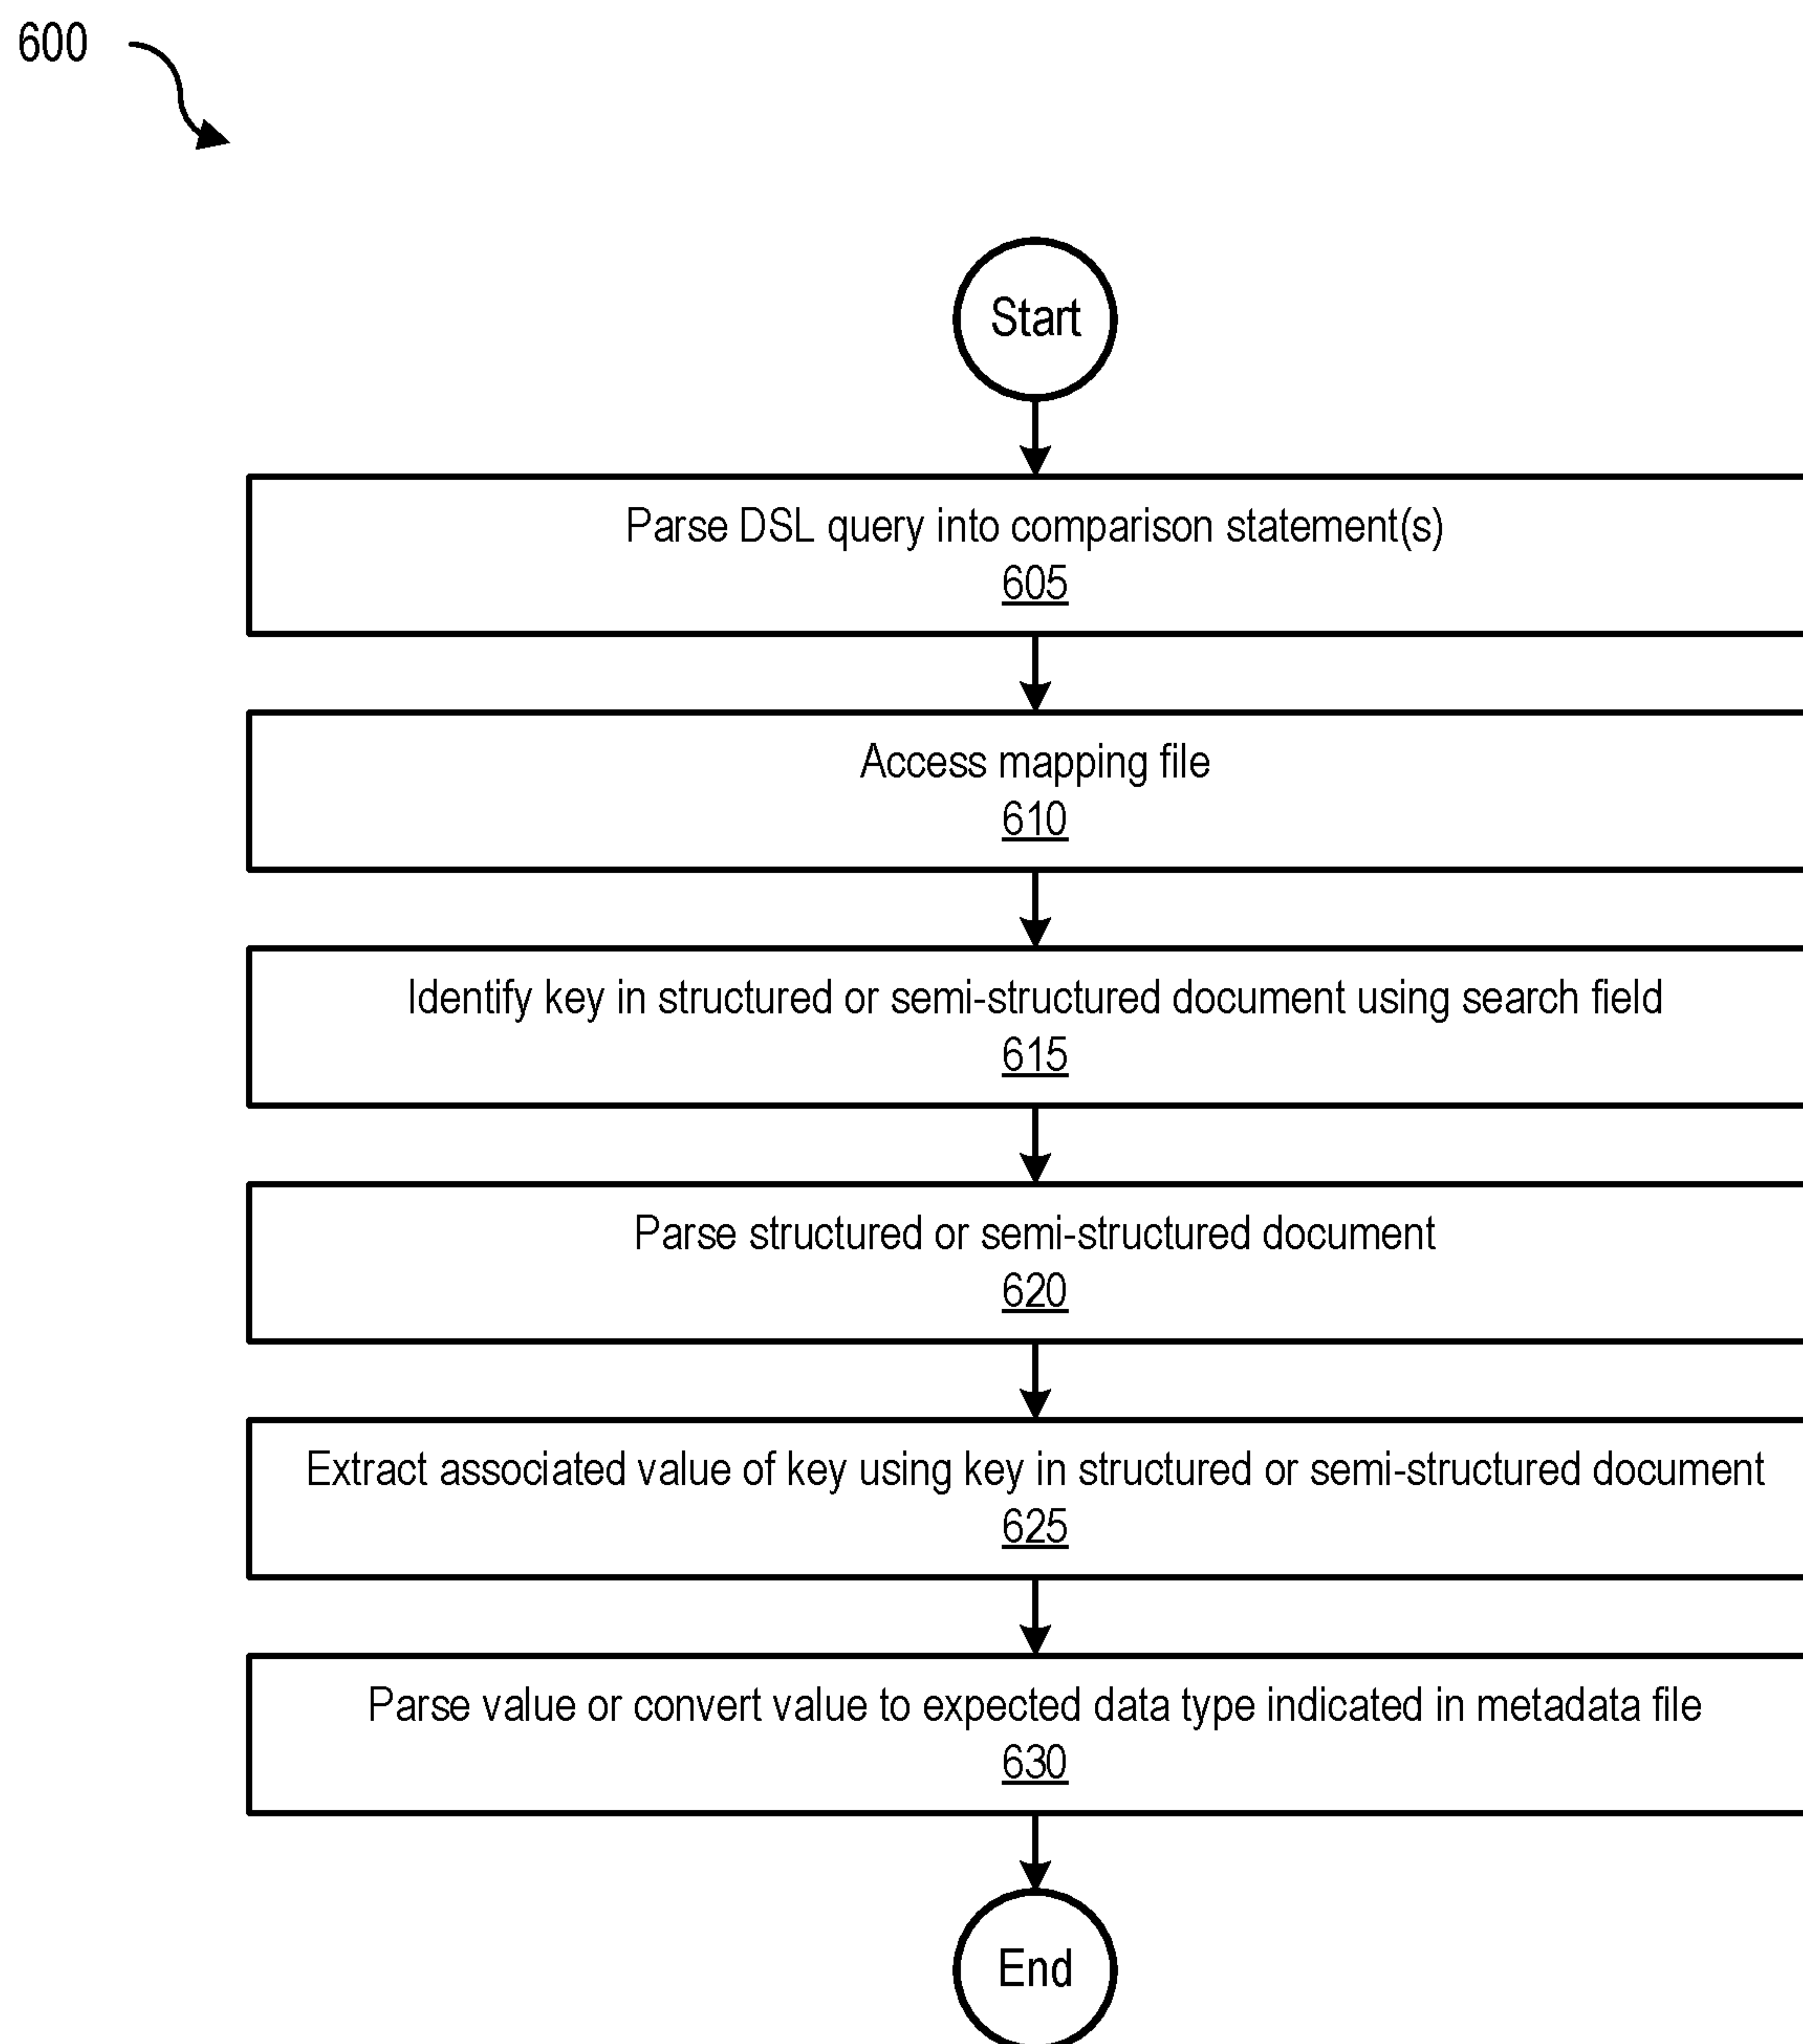 600
Start
Parse DSL query into comparison statement(s)
605
Access mapping file
610
Identify key in structured or semi-structured document using search field
615
Parse structured or semi-structured document
620
Extract associated value of key using key in structured or semi-structured document
625
Parse value or convert value to expected data type indicated in metadata file
630
End